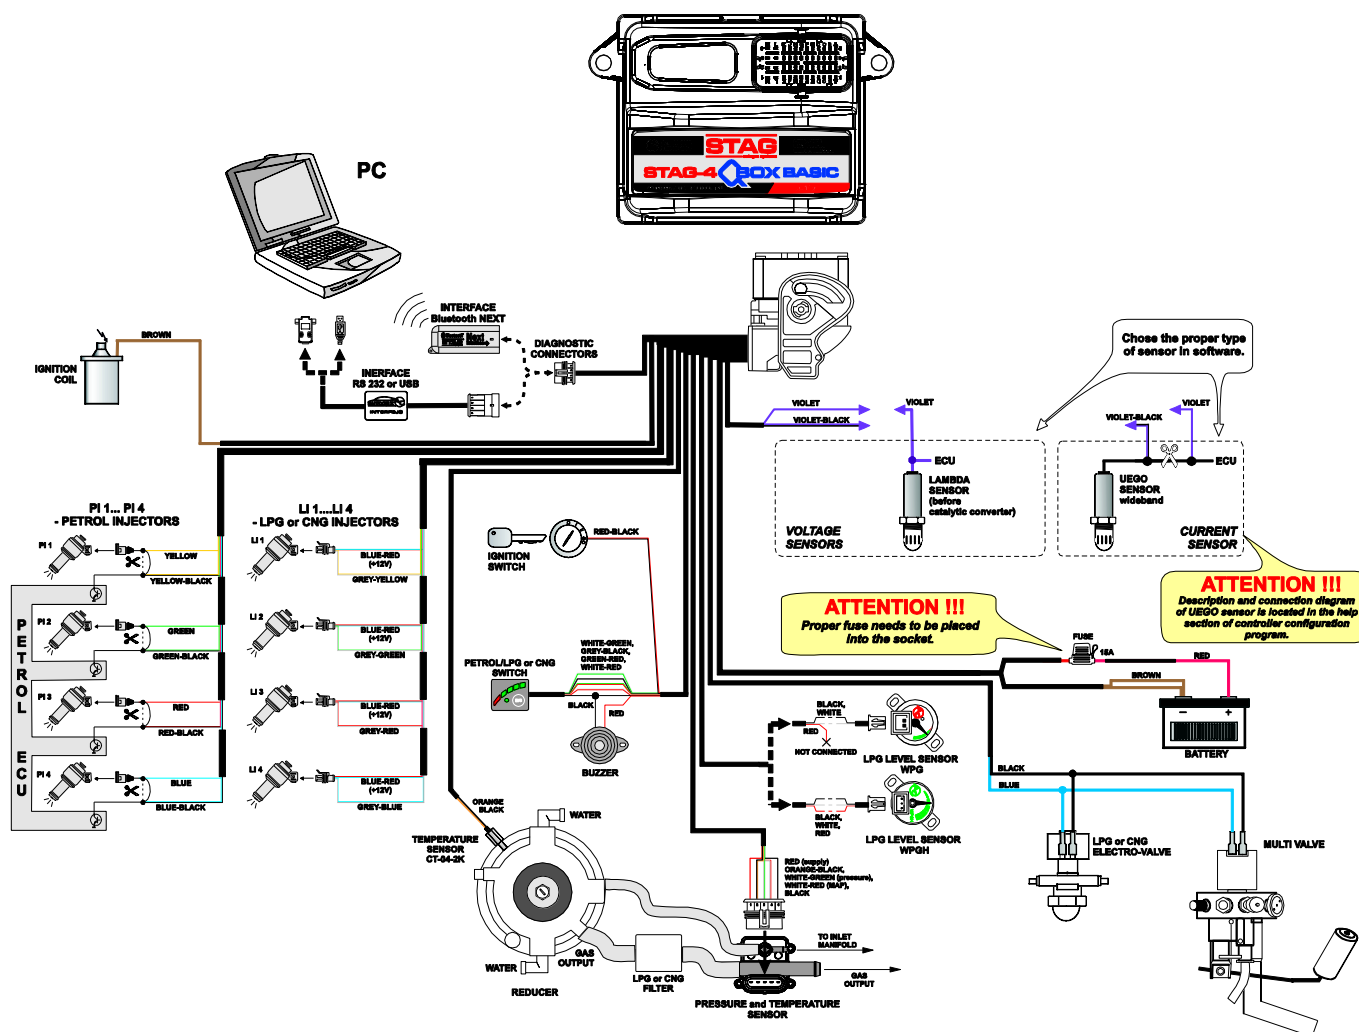 STAG
STAG-4 QBOX BASIC
PC
INTERFACE
Bluetooth NEXT
DIAGNOSTIC
CONNECTORS
INERFACE
RS 232 or USB
BROWN
IGNITION
COIL
Chose the proper type
of sensor in software.
VIOLET
VIOLET-BLACK
VIOLET
ECU
LAMBDA
SENSOR
(before
catalytic converter)
VOLTAGE
SENSORS
VIOLET
VIOLET-BLACK
ECU
UEGO
SENSOR
wideband
CURRENT
SENSOR
ATTENTION !!!
Description and connection diagram
of UEGO sensor is located in the help
section of controller configuration
program.
ATTENTION !!!
Proper fuse needs to be placed
into the socket.
PI 1... PI 4
- PETROL INJECTORS
PI 1
YELLOW
YELLOW-BLACK
PI 2
GREEN
GREEN-BLACK
PI 3
RED
RED-BLACK
PI 4
BLUE
BLUE-BLACK
PETROL ECU
LI 1....LI 4
- LPG or CNG INJECTORS
LI 1
BLUE-RED
(+12V)
GREY-YELLOW
LI 2
BLUE-RED
(+12V)
GREY-GREEN
LI 3
BLUE-RED
(+12V)
GREY-RED
LI 4
BLUE-RED
(+12V)
GREY-BLUE
IGNITION
SWITCH
RED-BLACK
PETROL/LPG or CNG
SWITCH
WHITE-GREEN,
GREY-BLACK,
GREEN-RED,
WHITE-RED
BLACK
RED
BUZZER
FUSE
15A
RED
BROWN
- +
BATTERY
BLACK,
WHITE
RED
NOT CONNECTED
LPG LEVEL SENSOR
WPG
BLACK,
WHITE,
RED
LPG LEVEL SENSOR
WPGH
BLACK
BLUE
LPG or CNG
ELECTRO-VALVE
MULTI VALVE
ORANGE
BLACK
TEMPERATURE
SENSOR
CT-04-2K
WATER
WATER
REDUCER
GAS
OUTPUT
LPG or CNG
FILTER
RED (supply)
ORANGE-BLACK,
WHITE-GREEN (pressure),
WHITE-RED (MAP),
BLACK
TO INLET
MANIFOLD
GAS
OUTPUT
PRESSURE and TEMPERATURE
SENSOR